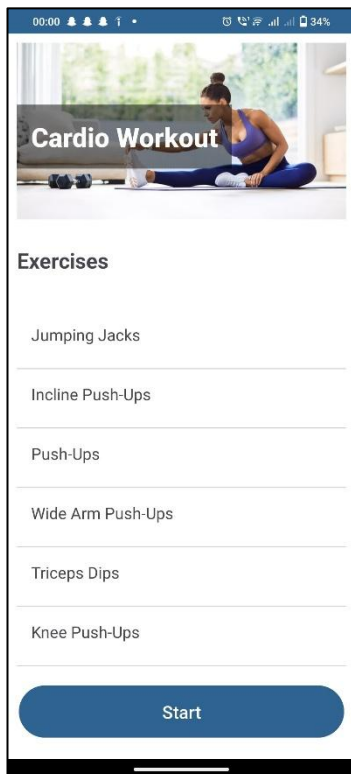 00:00 34%
Cardio Workout
Exercises
Jumping Jacks
Incline Push-Ups
Push-Ups
Wide Arm Push-Ups
Triceps Dips
Knee Push-Ups
Start